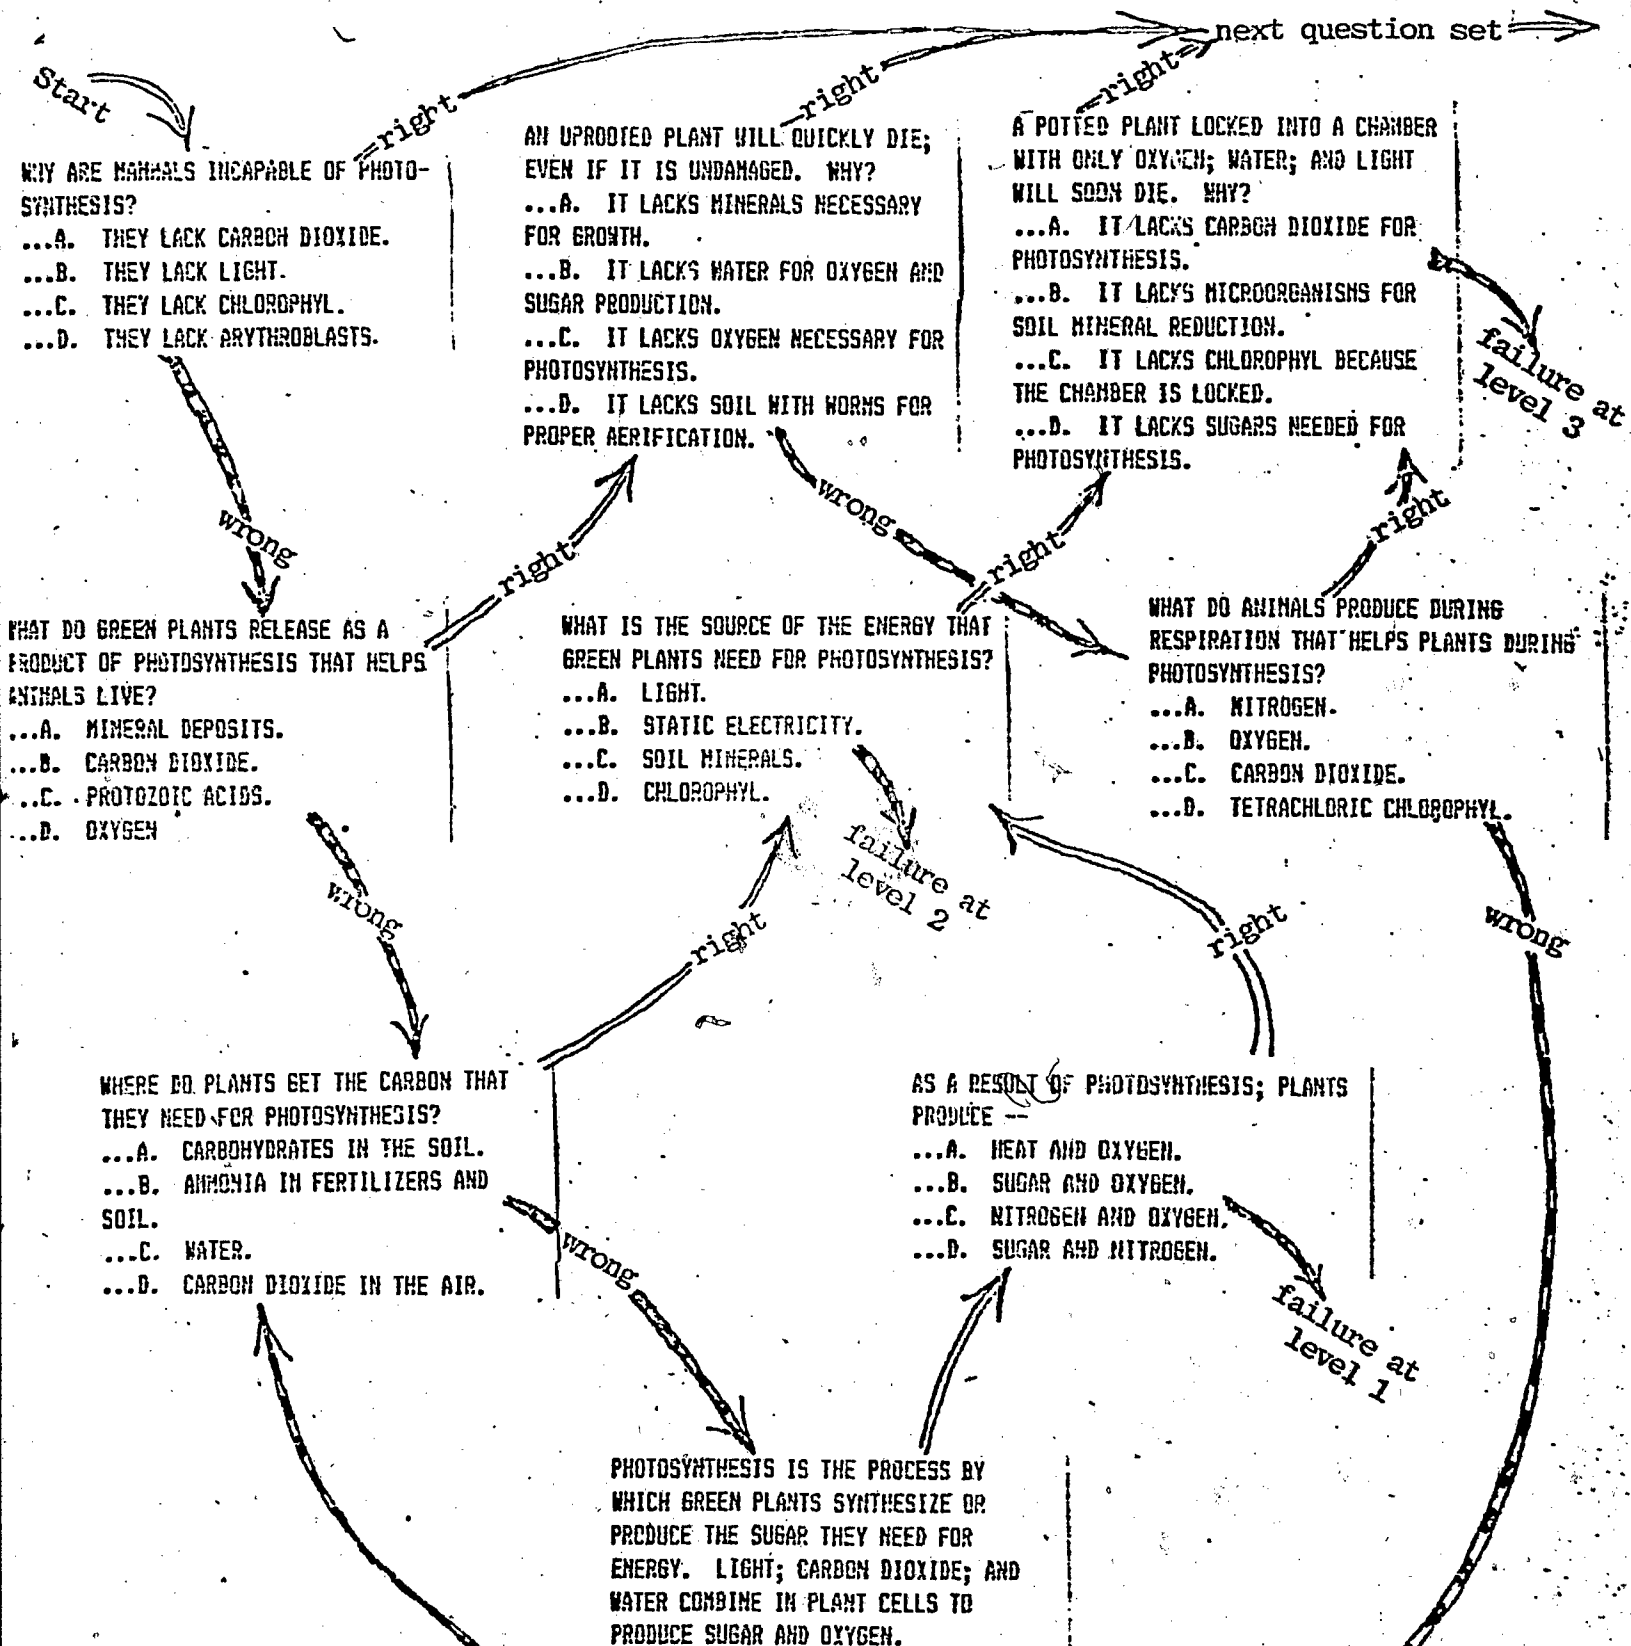 next question set
Start
right
right
right
WHY ARE MAMMALS INCAPABLE OF PHOTO-
SYNTHESIS?
...A. THEY LACK CARBON DIOXIDE.
...B. THEY LACK LIGHT.
...C. THEY LACK CHLOROPHYL.
...D. THEY LACK ARYTHROBLASTS.
wrong
AN UPROOTED PLANT WILL QUICKLY DIE;
EVEN IF IT IS UNDAMAGED. WHY?
...A. IT LACKS MINERALS NECESSARY
FOR GROWTH.
...B. IT LACKS WATER FOR OXYGEN AND
SUGAR PRODUCTION.
...C. IT LACKS OXYGEN NECESSARY FOR
PHOTOSYNTHESIS.
...D. IT LACKS SOIL WITH WORMS FOR
PROPER AERIFICATION.
wrong
A POTTED PLANT LOCKED INTO A CHAMBER
WITH ONLY OXYGEN; WATER; AND LIGHT
WILL SOON DIE. WHY?
...A. IT LACKS CARBON DIOXIDE FOR
PHOTOSYNTHESIS.
...B. IT LACKS MICROORGANISMS FOR
SOIL MINERAL REDUCTION.
...C. IT LACKS CHLOROPHYL BECAUSE
THE CHAMBER IS LOCKED.
...D. IT LACKS SUGARS NEEDED FOR
PHOTOSYNTHESIS.
failure at
level 3
right
right
right
WHAT DO GREEN PLANTS RELEASE AS A
PRODUCT OF PHOTOSYNTHESIS THAT HELPS
ANIMALS LIVE?
...A. MINERAL DEPOSITS.
...B. CARBON DIOXIDE.
...C. PROTOZOIC ACIDS.
...D. OXYGEN
wrong
WHAT IS THE SOURCE OF THE ENERGY THAT
GREEN PLANTS NEED FOR PHOTOSYNTHESIS?
...A. LIGHT.
...B. STATIC ELECTRICITY.
...C. SOIL MINERALS.
...D. CHLOROPHYL.
failure at
level 2
WHAT DO ANIMALS PRODUCE DURING
RESPIRATION THAT HELPS PLANTS DURING
PHOTOSYNTHESIS?
...A. NITROGEN.
...B. OXYGEN.
...C. CARBON DIOXIDE.
...D. TETRACHLORIC CHLOROPHYL.
right
right
wrong
WHERE DO PLANTS GET THE CARBON THAT
THEY NEED FOR PHOTOSYNTHESIS?
...A. CARBOHYDRATES IN THE SOIL.
...B. AMMONIA IN FERTILIZERS AND
SOIL.
...C. WATER.
...D. CARBON DIOXIDE IN THE AIR.
wrong
AS A RESULT OF PHOTOSYNTHESIS; PLANTS
PRODUCE --
...A. HEAT AND OXYGEN.
...B. SUGAR AND OXYGEN.
...C. NITROGEN AND OXYGEN.
...D. SUGAR AND NITROGEN.
failure at
level 1
PHOTOSYNTHESIS IS THE PROCESS BY
WHICH GREEN PLANTS SYNTHESIZE OR
PRODUCE THE SUGAR THEY NEED FOR
ENERGY. LIGHT; CARBON DIOXIDE; AND
WATER COMBINE IN PLANT CELLS TO
PRODUCE SUGAR AND OXYGEN.